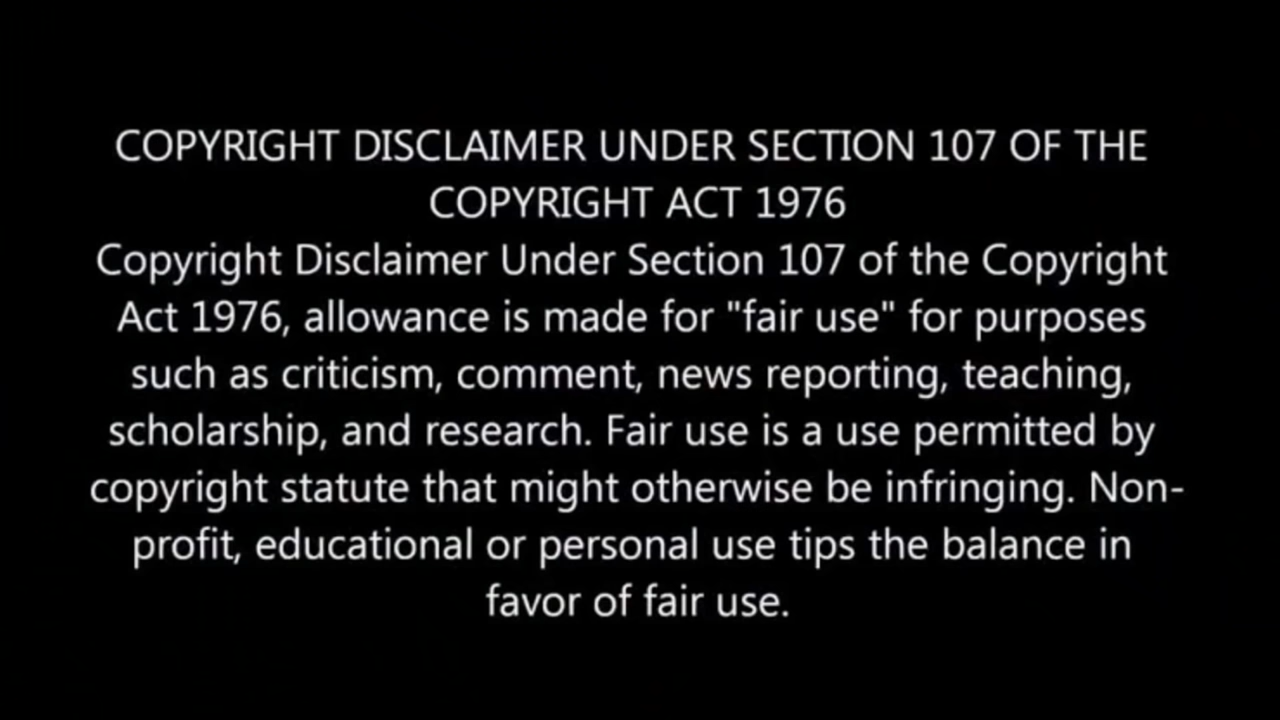 COPYRIGHT DISCLAIMER UNDER SECTION 107 OF THE
COPYRIGHT ACT 1976
Copyright Disclaimer Under Section 107 of the Copyright
Act 1976, allowance is made for "fair use" for purposes
such as criticism, comment, news reporting, teaching,
scholarship, and research. Fair use is a use permitted by
copyright statute that might otherwise be infringing. Non-
profit, educational or personal use tips the balance in
favor of fair use.